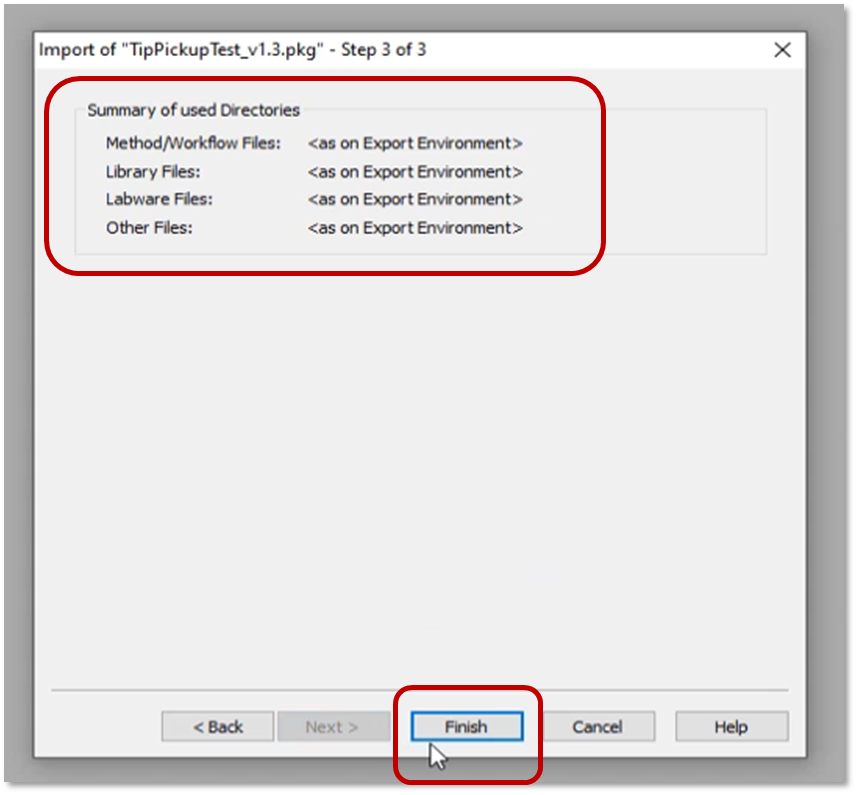 Import of "TipPickupTest_v1.3.pkg" - Step 3 of 3
Summary of used Directories
Method/Workflow Files: <as on Export Environment>
Library Files: <as on Export Environment>
Labware Files: <as on Export Environment>
Other Files: <as on Export Environment>
< Back Next > Finish Cancel Help